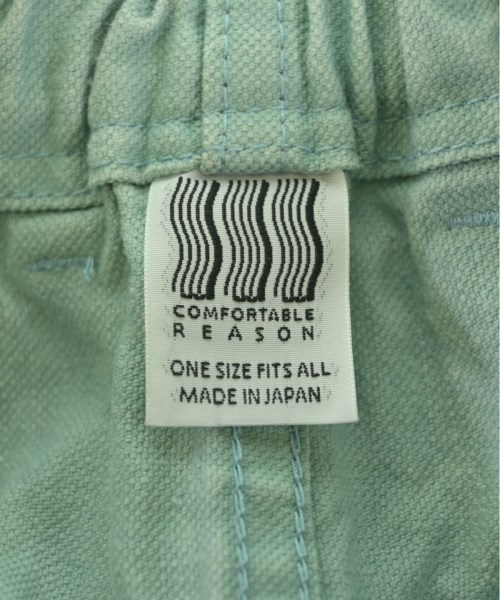 COMFORTABLE
REASON
ONE SIZE FITS ALL
MADE IN JAPAN